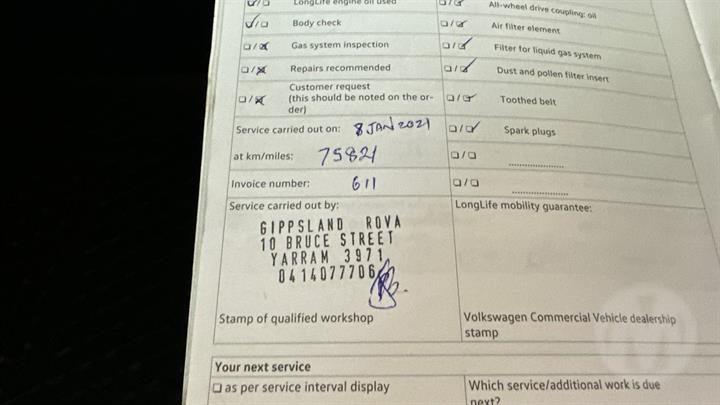 LongLife engine oil used
All-wheel drive coupling: oil
Body check
Air filter element
Gas system inspection
Filter for liquid gas system
Repairs recommended
Dust and pollen filter insert
Customer request
(this should be noted on the or-
der)
Toothed belt
Service carried out on: 8 JAN 2021
Spark plugs
at km/miles: 75821
Invoice number: 611
Service carried out by:
LongLife mobility guarantee:
GIPPSLAND ROVA
10 BRUCE STREET
YARRAM 3971
0414077706
Stamp of qualified workshop
Volkswagen Commercial Vehicle dealership
stamp
Your next service
as per service interval display
Which service/additional work is due
next?